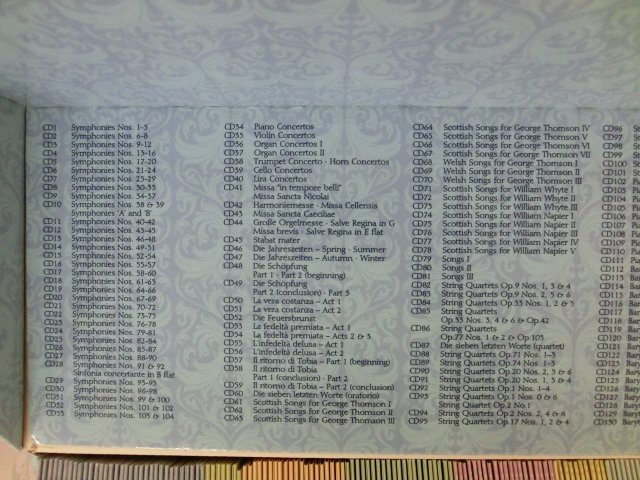 CD1 Symphonies Nos. 1-5
CD2 Symphonies Nos. 6-8
CD3 Symphonies Nos. 9-12
CD4 Symphonies Nos. 13-16
CD5 Symphonies Nos. 17-20
CD6 Symphonies Nos. 21-24
CD7 Symphonies Nos. 25-29
CD8 Symphonies Nos. 30-33
CD9 Symphonies Nos. 34-37
CD10 Symphonies Nos. 38 & 39
Symphonies 'A' and 'B'
CD11 Symphonies Nos. 40-42
CD12 Symphonies Nos. 43-45
CD13 Symphonies Nos. 46-48
CD14 Symphonies Nos. 49-51
CD15 Symphonies Nos. 52-54
CD16 Symphonies Nos. 55-57
CD17 Symphonies Nos. 58-60
CD18 Symphonies Nos. 61-63
CD19 Symphonies Nos. 64-66
CD20 Symphonies Nos. 67-69
CD21 Symphonies Nos. 70-72
CD22 Symphonies Nos. 73-75
CD23 Symphonies Nos. 76-78
CD24 Symphonies Nos. 79-81
CD25 Symphonies Nos. 82-84
CD26 Symphonies Nos. 85-87
CD27 Symphonies Nos. 88-90
CD28 Symphonies Nos. 91 & 92
Sinfonia concertante in B flat
CD29 Symphonies Nos. 93-95
CD30 Symphonies Nos. 96-98
CD31 Symphonies Nos. 99 & 100
CD32 Symphonies Nos. 101 & 102
CD33 Symphonies Nos. 103 & 104
CD34 Piano Concertos
CD35 Violin Concertos
CD36 Organ Concertos I
CD37 Organ Concertos II
CD38 Trumpet Concerto · Horn Concertos
CD39 Cello Concertos
CD40 Lira Concertos
CD41 Missa "in tempore belli"
Missa Sancta Nicolai
CD42 Harmoniemesse · Missa Cellensis
CD43 Missa Sanctae Caeciliae
CD44 Große Orgelmesse · Salve Regina in G
Missa brevis · Salve Regina in E flat
CD45 Stabat mater
CD46 Die Jahreszeiten – Spring · Summer
CD47 Die Jahreszeiten – Autumn · Winter
CD48 Die Schöpfung
Part 1 · Part 2 (beginning)
CD49 Die Schöpfung
Part 2 (conclusion) · Part 3
CD50 La vera costanza – Act 1
CD51 La vera costanza – Act 2
CD52 Die Feuersbrunst
CD53 La fedeltà premiata – Act 1
CD54 La fedeltà premiata – Acts 2 & 3
CD55 L'infedeltà delusa – Act 1
CD56 L'infedeltà delusa – Act 2
CD57 Il ritorno di Tobia – Part 1 (beginning)
CD58 Il ritorno di Tobia
Part 1 (conclusion) · Part 2
CD59 Il ritorno di Tobia – Part 2 (conclusion)
CD60 Die sieben letzten Worte (oratorio)
CD61 Scottish Songs for George Thomson I
CD62 Scottish Songs for George Thomson II
CD63 Scottish Songs for George Thomson III
CD64 Scottish Songs for George Thomson IV
CD65 Scottish Songs for George Thomson V
CD66 Scottish Songs for George Thomson VI
CD67 Scottish Songs for George Thomson VII
CD68 Welsh Songs for George Thomson I
CD69 Welsh Songs for George Thomson II
CD70 Welsh Songs for George Thomson III
CD71 Scottish Songs for William Whyte I
CD72 Scottish Songs for William Whyte II
CD73 Scottish Songs for William Whyte III
CD74 Scottish Songs for William Napier I
CD75 Scottish Songs for William Napier II
CD76 Scottish Songs for William Napier III
CD77 Scottish Songs for William Napier IV
CD78 Scottish Songs for William Napier V
CD79 Songs I
CD80 Songs II
CD81 Songs III
CD82 String Quartets Op.9 Nos. 1, 3 & 4
CD83 String Quartets Op.9 Nos. 2, 5 & 6
CD84 String Quartets Op.33 Nos. 1, 2 & 5
CD85 String Quartets
Op.33 Nos. 3, 4 & 6 & Op.42
CD86 String Quartets
Op.77 Nos. 1 & 2 & Op.103
CD87 Die sieben letzten Worte (quartet)
CD88 String Quartets Op.71 Nos. 1-3
CD89 String Quartets Op.74 Nos. 1-3
CD90 String Quartets Op.20 Nos. 2, 5 & 6
CD91 String Quartets Op.20 Nos. 1, 3 & 4
CD92 String Quartets Op.1 Nos. 1-4
CD93 String Quartets Op.1 Nos. 0 & 6
Op.2 No.1
CD94 String Quartets Op.2 Nos. 2, 4 & 6
CD95 String Quartets Op.17 Nos. 1, 2 & 4
CD96
CD97
CD98
CD99
CD100
CD101
CD102